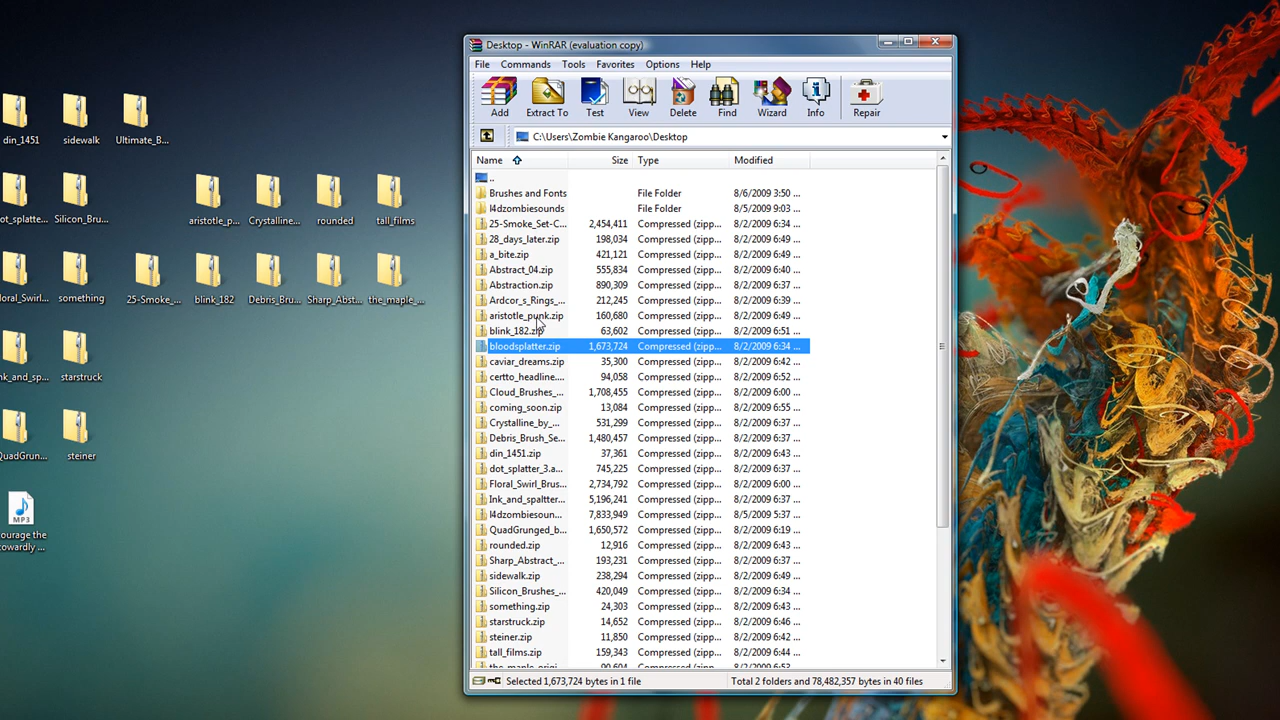 din_1451
sidewalk
Ultimate_B...
ot_splatte...
Silicon_Bru...
aristotle_p...
Crystalline...
rounded
tall_films
loral_Swirl...
something
25-Smoke_...
blink_182
Debris_Bru...
Sharp_Abst...
the_maple_...
nk_and_sp...
starstruck
QuadGrun...
steiner
MP3
ourage the
cowardly ...
Desktop - WinRAR (evaluation copy)
File Commands Tools Favorites Options Help
Add Extract To Test View Delete Find Wizard Info Repair
C:\Users\Zombie Kangaroo\Desktop
Name Size Type Modified
..
Brushes and Fonts File Folder 8/6/2009 3:50 ...
l4dzombiesounds File Folder 8/5/2009 9:03 ...
25-Smoke_Set-C... 2,454,411 Compressed (zipp... 8/2/2009 6:34 ...
28_days_later.zip 198,034 Compressed (zipp... 8/2/2009 6:49 ...
a_bite.zip 421,121 Compressed (zipp... 8/2/2009 6:49 ...
Abstract_04.zip 555,834 Compressed (zipp... 8/2/2009 6:40 ...
Abstraction.zip 890,309 Compressed (zipp... 8/2/2009 6:37 ...
Ardcor_s_Rings_... 212,245 Compressed (zipp... 8/2/2009 6:39 ...
aristotle_punk.zip 160,680 Compressed (zipp... 8/2/2009 6:49 ...
blink_182.zip 63,602 Compressed (zipp... 8/2/2009 6:51 ...
bloodsplatter.zip 1,673,724 Compressed (zipp... 8/2/2009 6:34 ...
caviar_dreams.zip 35,300 Compressed (zipp... 8/2/2009 6:42 ...
certto_headline.... 94,058 Compressed (zipp... 8/2/2009 6:52 ...
Cloud_Brushes_... 1,708,455 Compressed (zipp... 8/2/2009 6:00 ...
coming_soon.zip 13,084 Compressed (zipp... 8/2/2009 6:55 ...
Crystalline_by_... 531,299 Compressed (zipp... 8/2/2009 6:37 ...
Debris_Brush_Se... 1,480,457 Compressed (zipp... 8/2/2009 6:37 ...
din_1451.zip 37,361 Compressed (zipp... 8/2/2009 6:43 ...
dot_splatter_3.a... 745,225 Compressed (zipp... 8/2/2009 6:37 ...
Floral_Swirl_Brus... 2,734,792 Compressed (zipp... 8/2/2009 6:00 ...
Ink_and_spaltter... 5,196,241 Compressed (zipp... 8/2/2009 6:37 ...
l4dzombiesoun... 7,833,949 Compressed (zipp... 8/5/2009 5:37 ...
QuadGrunged_b... 1,650,572 Compressed (zipp... 8/2/2009 6:19 ...
rounded.zip 12,916 Compressed (zipp... 8/2/2009 6:43 ...
Sharp_Abstract_... 193,231 Compressed (zipp... 8/2/2009 6:37 ...
sidewalk.zip 238,294 Compressed (zipp... 8/2/2009 6:49 ...
Silicon_Brushes_... 420,049 Compressed (zipp... 8/2/2009 6:34 ...
something.zip 24,303 Compressed (zipp... 8/2/2009 6:43 ...
starstruck.zip 14,652 Compressed (zipp... 8/2/2009 6:46 ...
steiner.zip 11,850 Compressed (zipp... 8/2/2009 6:42 ...
tall_films.zip 159,343 Compressed (zipp... 8/2/2009 6:44 ...
the_maple_origi... 90,604 Compressed (zipp... 8/2/2009 6:53 ...
Selected 1,673,724 bytes in 1 file Total 2 folders and 78,482,357 bytes in 40 files